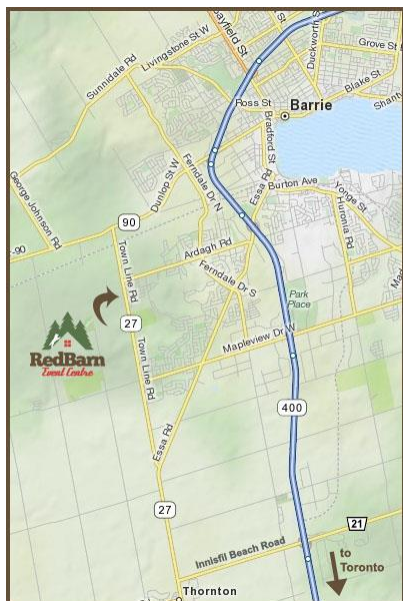 Bayfield St
Duckworth St
Livingstone St W
Grove St E
Sunnidale Rd
Blake St
Ross St
Barrie
Bradford St
Dunlop St W
Ferndale Dr N
Essa Rd
Burton Ave
Yonge St
Huronia Rd
George Johnson Rd
90
90
Town Line Rd
Ardagh Rd
Ferndale Dr S
Park
Place
27
RedBarn
Event Centre
Town Line Rd
Mapleview Dr W
400
Essa Rd
27
21
Innisfil Beach Road
to
Toronto
Thornton